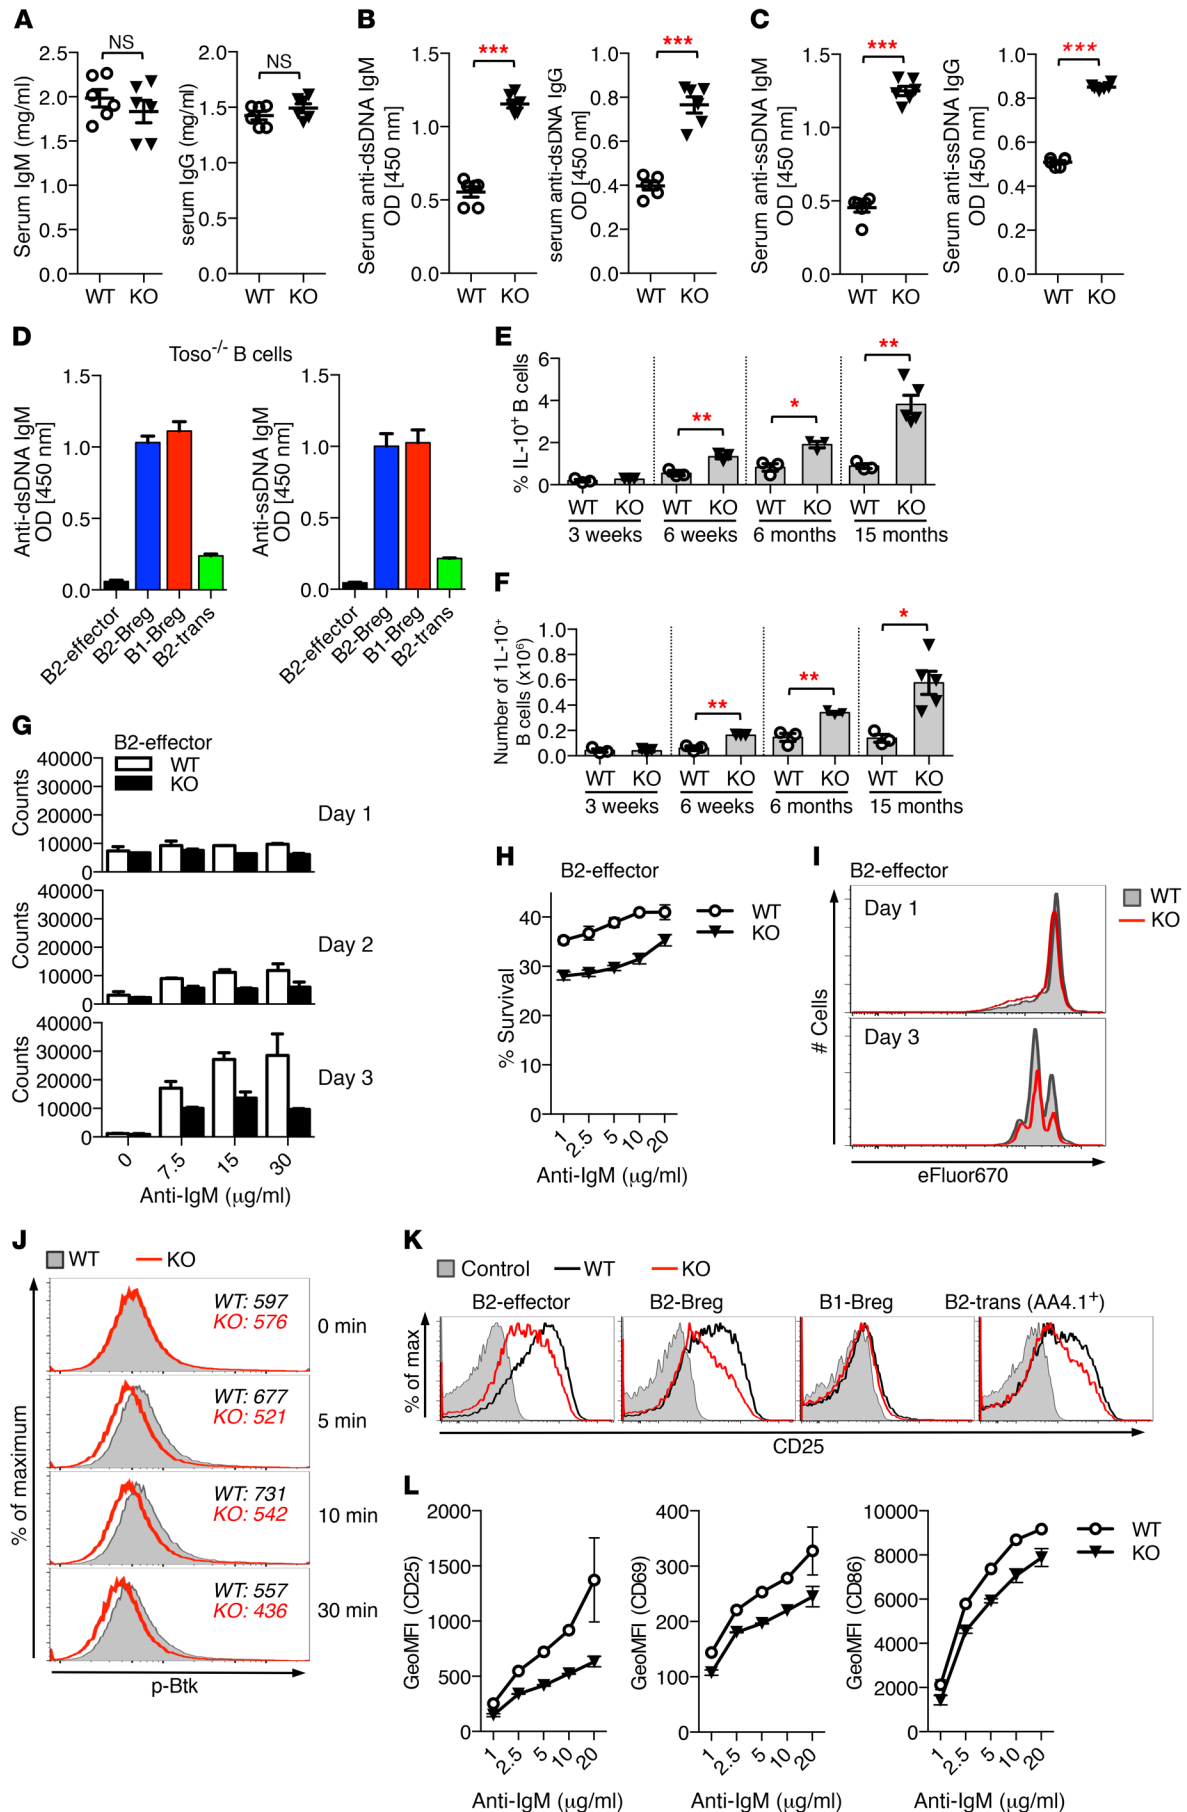 A
NS
Serum IgM (mg/ml)
2.5
2.0
1.5
1.0
0.5
0.0
WT KO
NS
serum IgG (mg/ml)
2.0
1.5
1.0
0.5
0.0
WT KO
B
***
Serum anti-dsDNA IgM
OD [450 nm]
1.5
1.0
0.5
0.0
WT KO
***
serum anti-dsDNA IgG
OD [450 nm]
1.0
0.8
0.6
0.4
0.2
0.0
WT KO
C
***
Serum anti-ssDNA IgM
OD [450 nm]
1.5
1.0
0.5
0.0
WT KO
***
Serum anti-ssDNA IgG
OD [450 nm]
1.0
0.8
0.6
0.4
0.2
0.0
WT KO
D
Toso-/- B cells
Anti-dsDNA IgM
OD [450 nm]
1.5
1.0
0.5
0.0
B2-effector
B2-Breg
B1-Breg
B2-trans
Anti-ssDNA IgM
OD [450 nm]
1.5
1.0
0.5
0.0
B2-effector
B2-Breg
B1-Breg
B2-trans
E
% IL-10+ B cells
6
4
2
0
**
*
**
WT KO WT KO WT KO WT KO
3 weeks 6 weeks 6 months 15 months
F
Number of 1L-10+
B cells (x106)
1.0
0.8
0.6
0.4
0.2
0.0
**
**
*
WT KO WT KO WT KO WT KO
3 weeks 6 weeks 6 months 15 months
G
B2-effector
WT
KO
Counts
40000
30000
20000
10000
0
Day 1
Counts
40000
30000
20000
10000
0
Day 2
Counts
40000
30000
20000
10000
0
Day 3
0 7.5 15 30
Anti-IgM (μg/ml)
H
B2-effector
% Survival
40
30
20
10
0
WT
KO
1 2.5 5 10 20
Anti-IgM (μg/ml)
I
B2-effector
WT
KO
# Cells
Day 1
Day 3
eFluor670
J
WT KO
% of maximum
WT: 597
KO: 576
0 min
WT: 677
KO: 521
5 min
WT: 731
KO: 542
10 min
WT: 557
KO: 436
30 min
p-Btk
K
Control WT KO
B2-effector B2-Breg B1-Breg B2-trans (AA4.1+)
% of max
CD25
L
GeoMFI (CD25)
2000
1500
1000
500
0
1 2.5 5 10 20
Anti-IgM (μg/ml)
GeoMFI (CD69)
400
300
200
100
0
1 2.5 5 10 20
Anti-IgM (μg/ml)
GeoMFI (CD86)
10000
8000
6000
4000
2000
0
1 2.5 5 10 20
Anti-IgM (μg/ml)
WT
KO